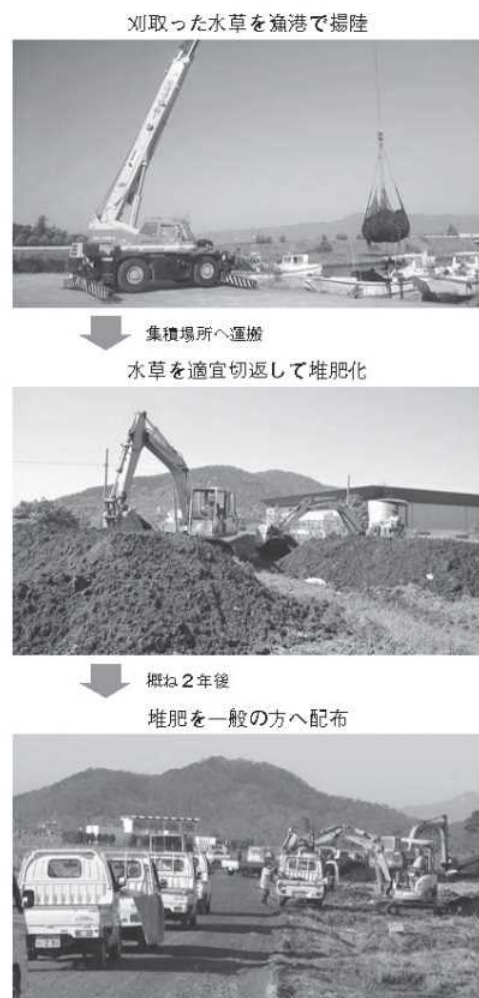 刈取った水草を漁港で揚陸
集積場所へ運搬
水草を適宜切返して堆肥化
概ね２年後
堆肥を一般の方へ配布